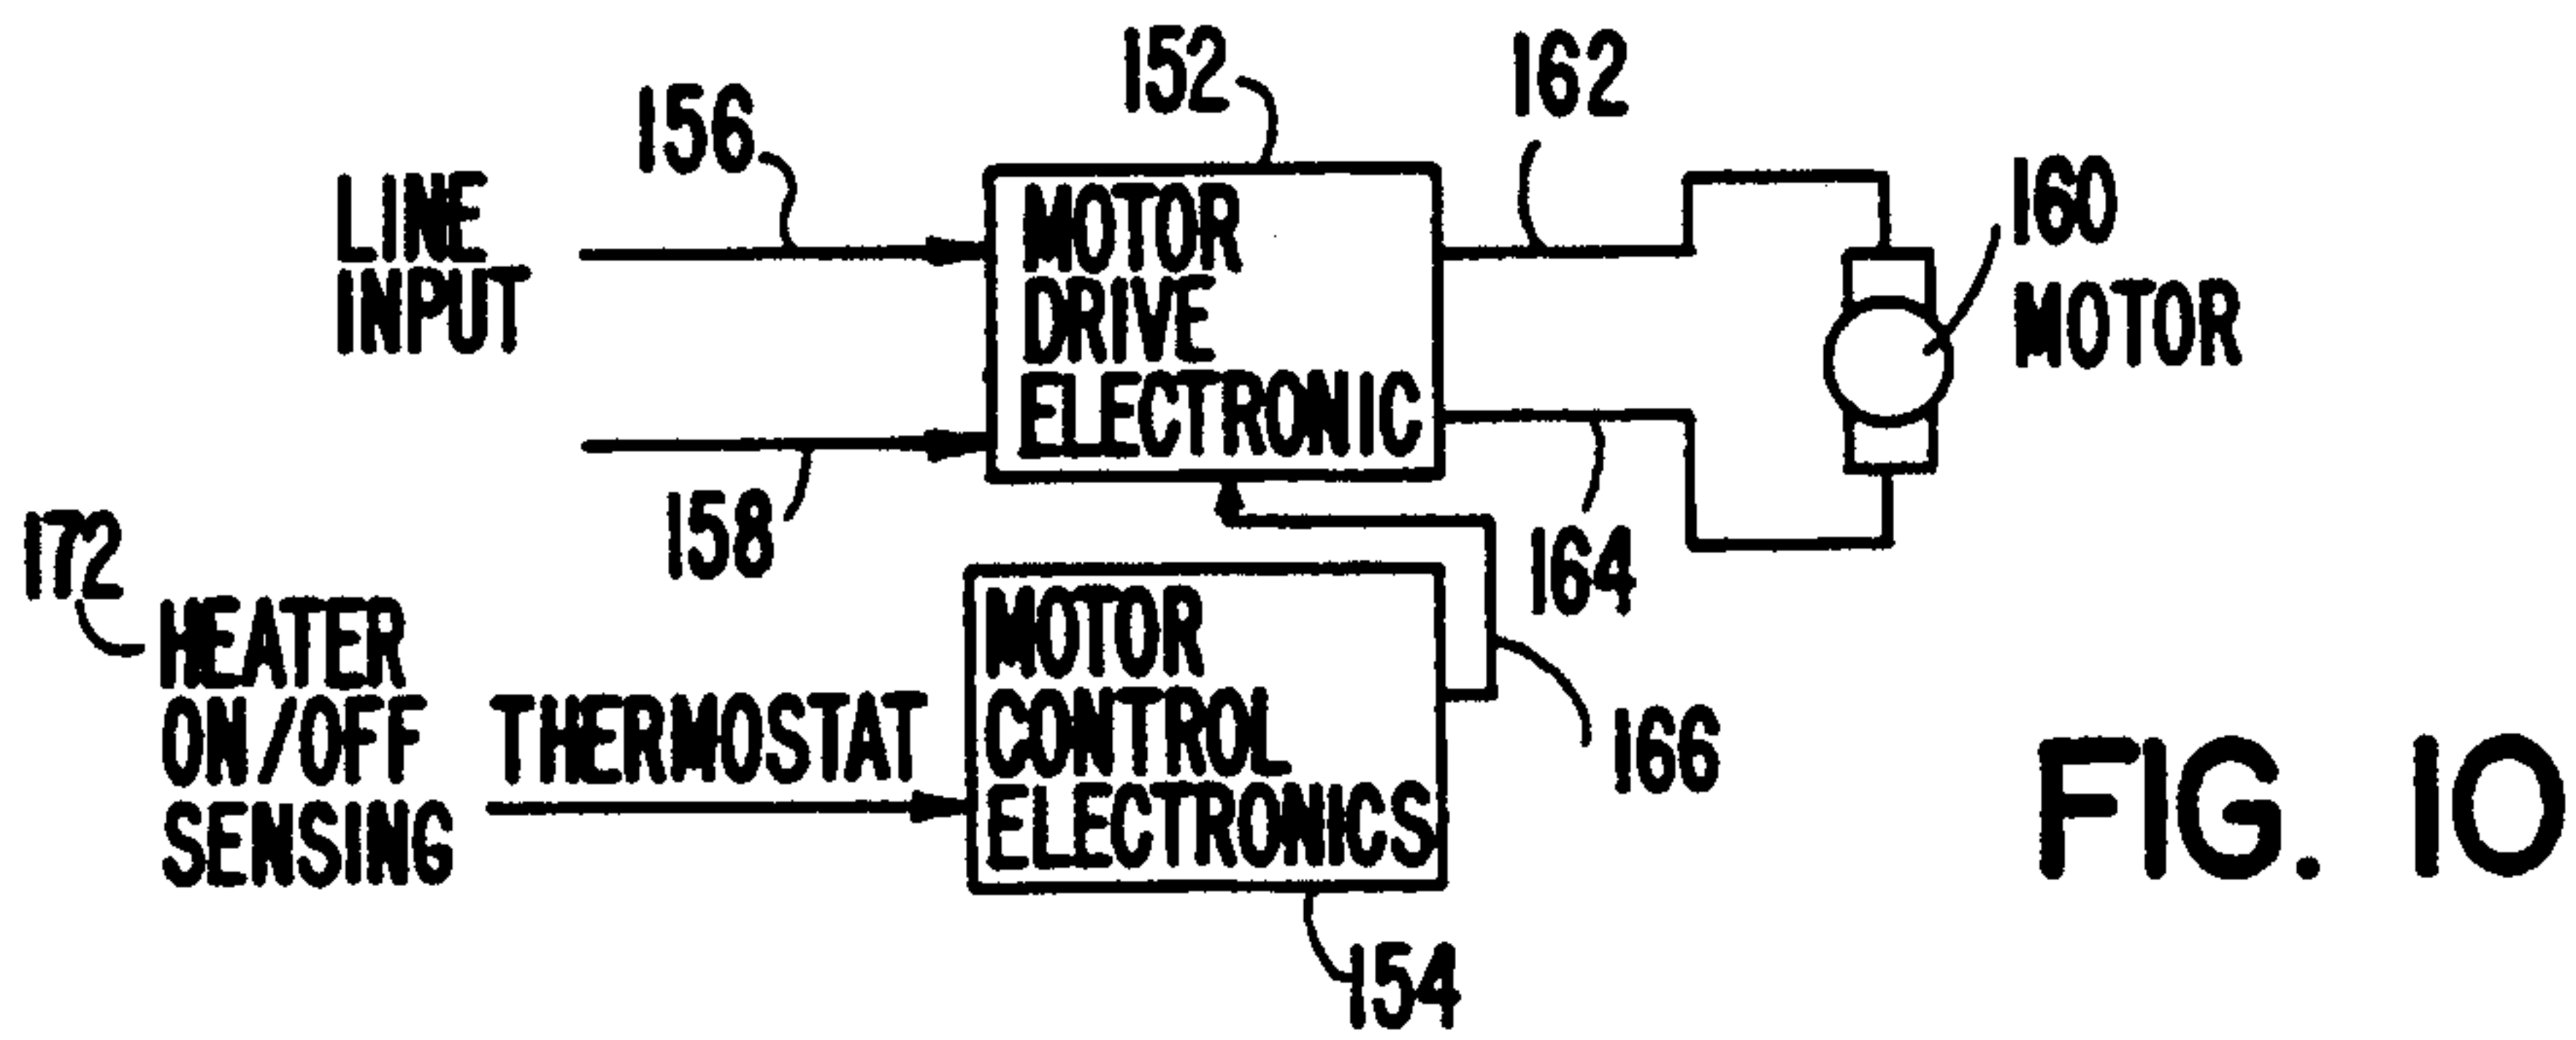 152
162
156
160
LINE
INPUT
MOTOR
DRIVE
ELECTRONIC
MOTOR
158
164
172
HEATER
ON/OFF
SENSING
THERMOSTAT
MOTOR
CONTROL
ELECTRONICS
166
154
FIG. 10